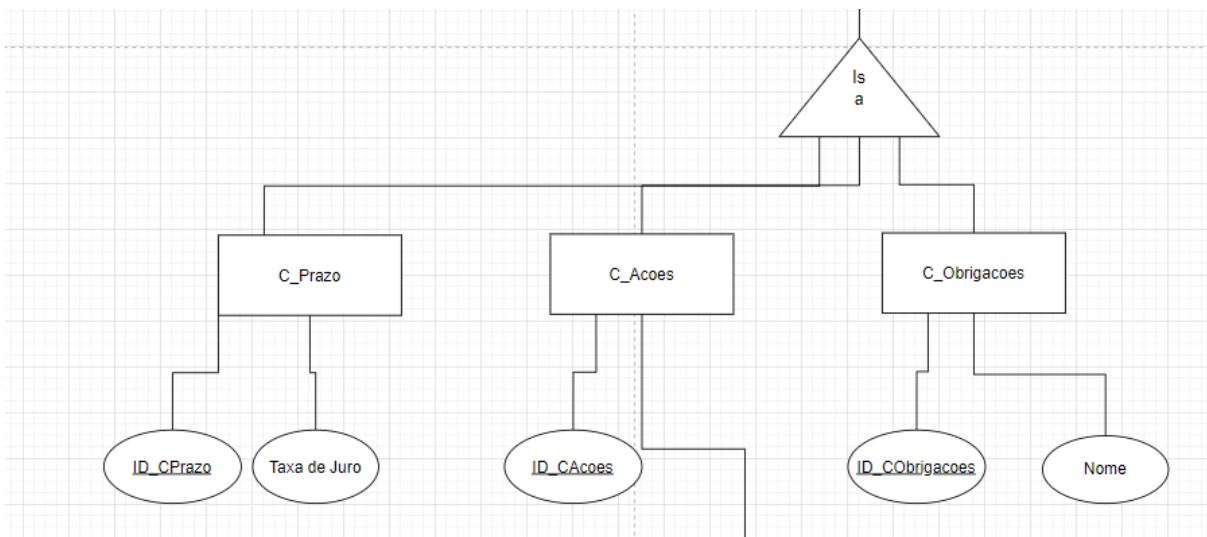 Is
a
C_Prazo
C_Acoes
C_Obrigacoes
ID_CPrazo
Taxa de Juro
ID_CAcoes
ID_CObrigacoes
Nome